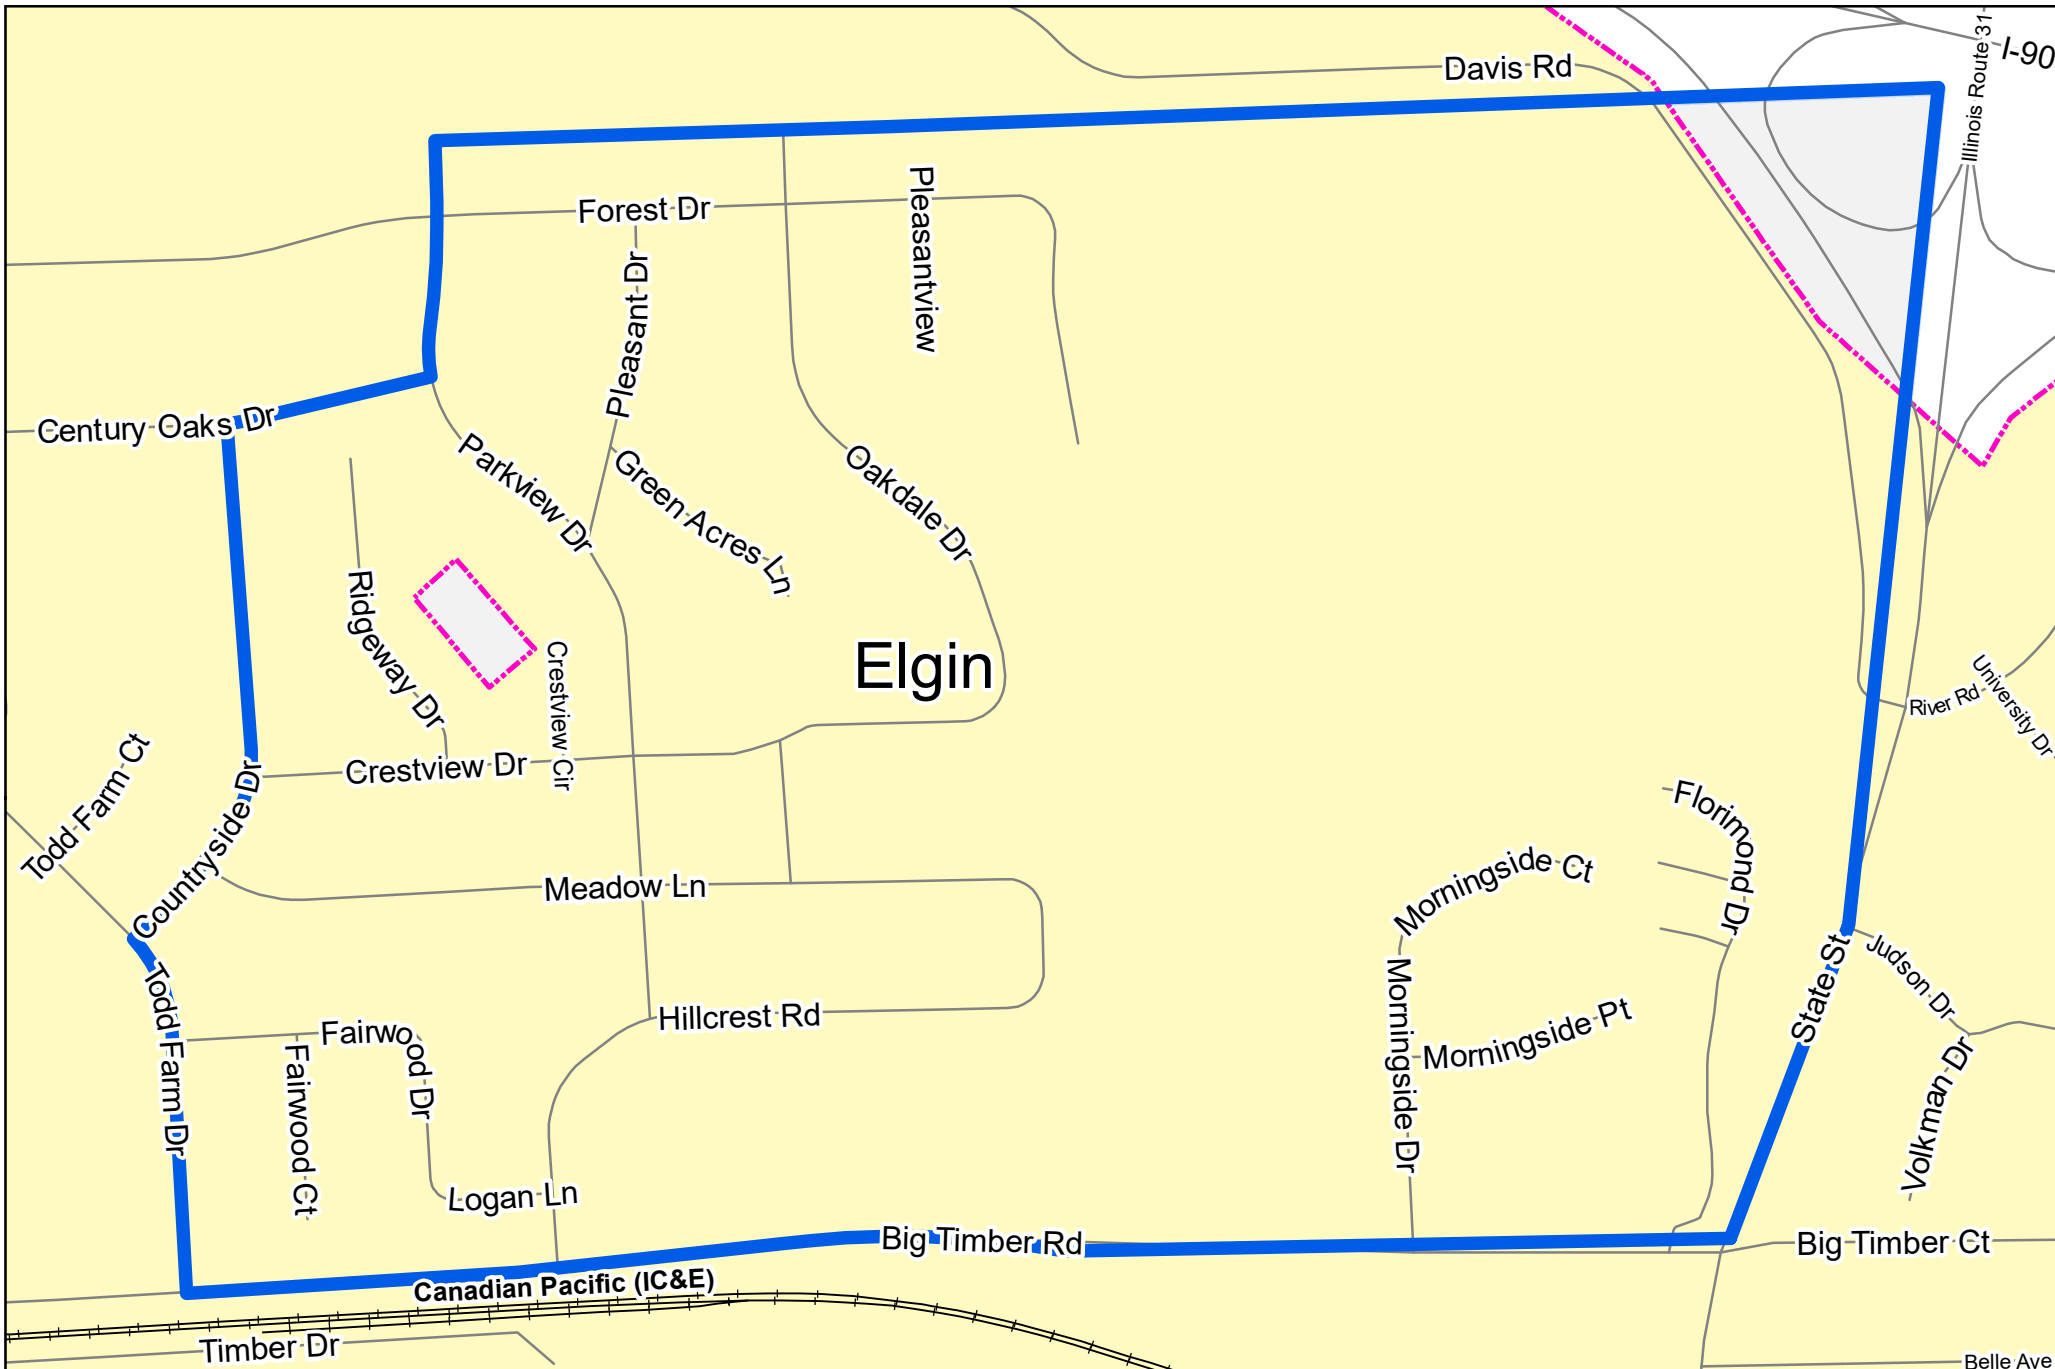 Davis Rd
I-90
Illinois Route 31
Forest Dr
Pleasantview
Pleasant Dr
Century Oaks Dr
Parkview Dr
Green Acres Ln
Oakdale Dr
Ridgeway Dr
Crestview Cir
Elgin
River Rd
University Dr
Todd Farm Ct
Crestview Dr
Countryside Dr
Florimond Dr
Meadow Ln
Morningside Ct
State St
Judson Dr
Hillcrest Rd
Todd Farm Dr
Fairwood Dr
Fairwood Ct
Morningside Dr
Morningside Pt
Volkman Dr
Logan Ln
Big Timber Rd
Big Timber Ct
Canadian Pacific (IC&E)
Timber Dr
Belle Ave